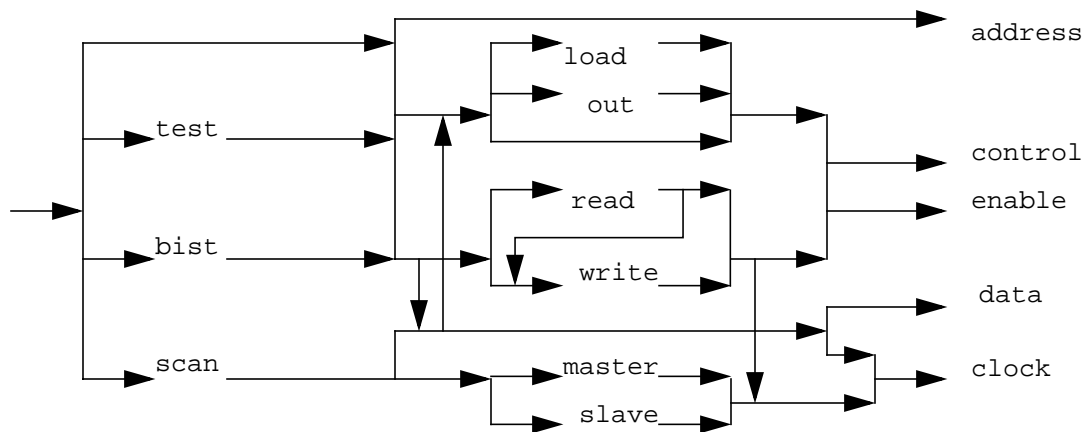 address
load
out
test
control
read
enable
bist
write
data
scan
master
clock
slave